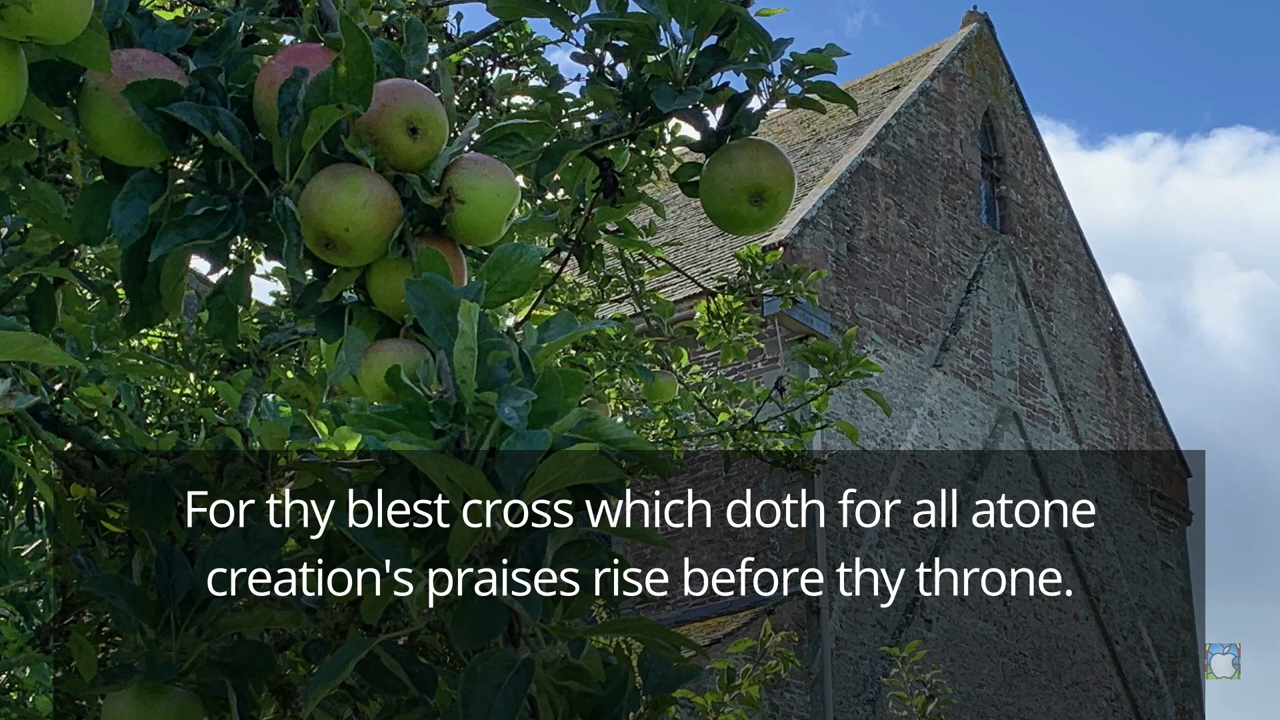 For thy blest cross which doth for all atone
creation's praises rise before thy throne.